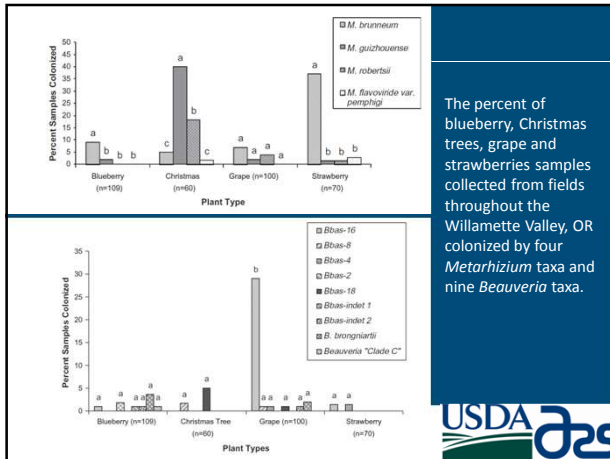 50
45
40
35
30
25
20
15
10
5
0
Percent Samples Colonized
a
b b b
c
a
b
c
a
a
a
a
a
b b
b
Blueberry Christmas Grape (n=100) Strawberry
(n=109) (n=60) (n=70)
Plant Type
M. brunneum
M. guizhouense
M. robertsii
M. flavoviride var.
pemphigi
35
30
25
20
15
10
5
0
Percent Samples Colonized
a
a
a a
a
a
a
a
b
a a
a
a
a
a a
Blueberry (n=109) Christmas Tree Grape (n=100) Strawberry
(n=60) (n=70)
Plant Types
Bbas-16
Bbas-8
Bbas-4
Bbas-2
Bbas-18
Bbas-indet 1
Bbas-indet 2
B. brongniartii
Beauveria "Clade C"
The percent of
blueberry, Christmas
trees, grape and
strawberries samples
collected from fields
throughout the
Willamette Valley, OR
colonized by four
Metarhizium taxa and
nine Beauveria taxa.
USDA ars